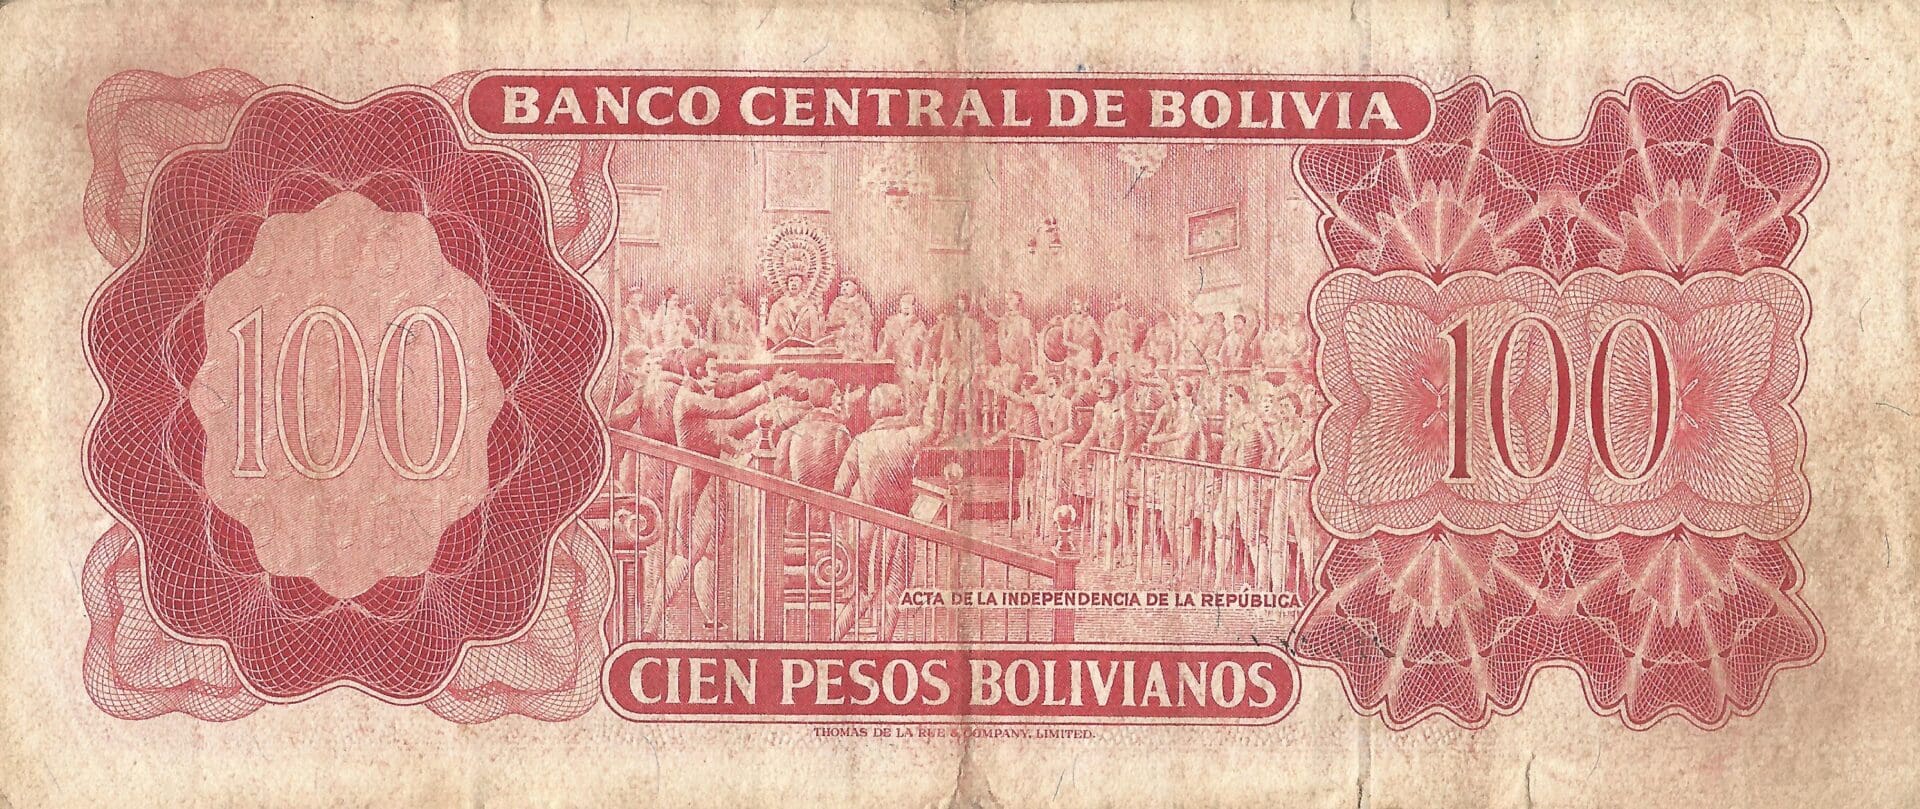 BANCO CENTRAL DE BOLIVIA
100
100
ACTA DE LA INDEPENDENCIA DE LA REPÚBLICA
CIEN PESOS BOLIVIANOS
THOMAS DE LA RUE & COMPANY, LIMITED.